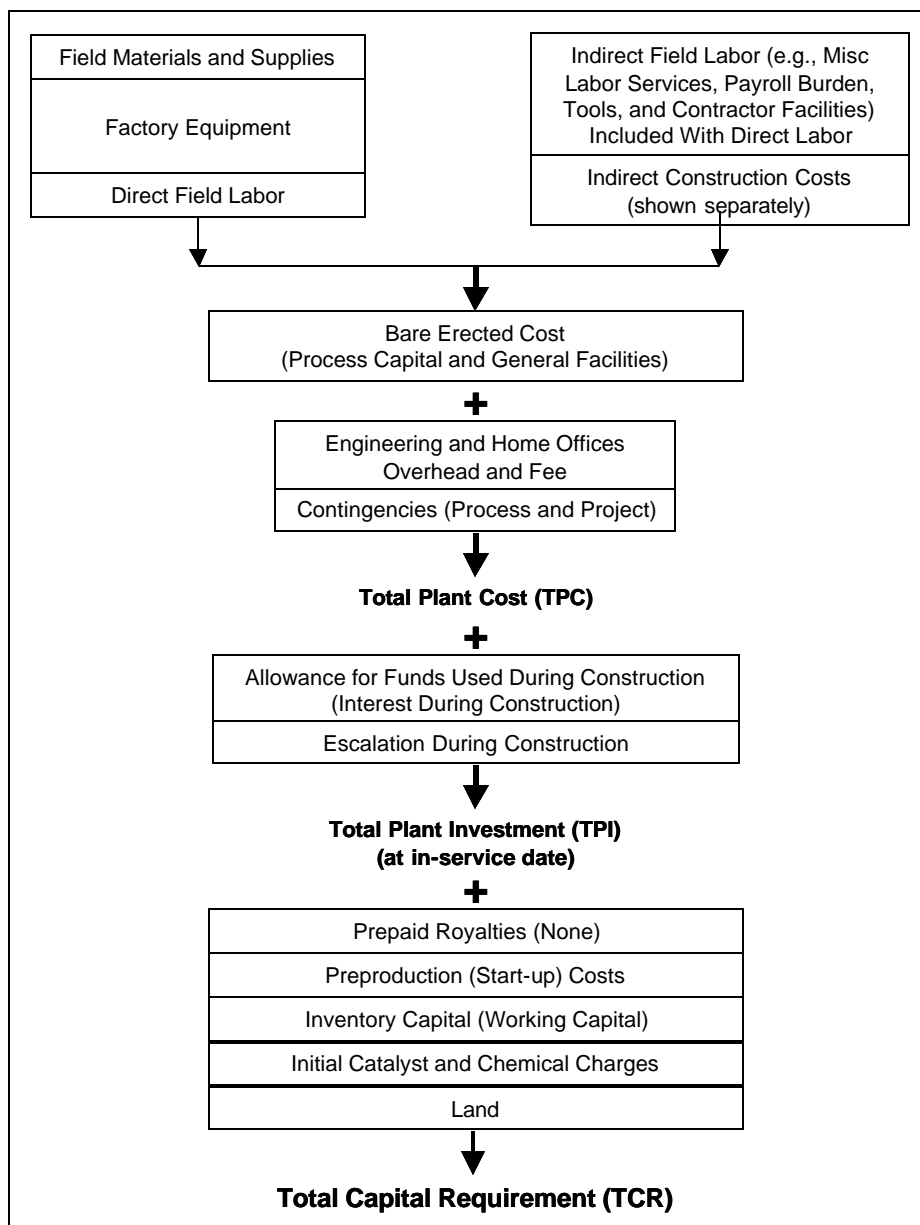 Field Materials and Supplies
Factory Equipment
Direct Field Labor
Indirect Field Labor (e.g., Misc
Labor Services, Payroll Burden,
Tools, and Contractor Facilities)
Included With Direct Labor
Indirect Construction Costs
(shown separately)
Bare Erected Cost
(Process Capital and General Facilities)
+
Engineering and Home Offices
Overhead and Fee
Contingencies (Process and Project)
Total Plant Cost (TPC)
+
Allowance for Funds Used During Construction
(Interest During Construction)
Escalation During Construction
Total Plant Investment (TPI)
(at in-service date)
+
Prepaid Royalties (None)
Preproduction (Start-up) Costs
Inventory Capital (Working Capital)
Initial Catalyst and Chemical Charges
Land
Total Capital Requirement (TCR)